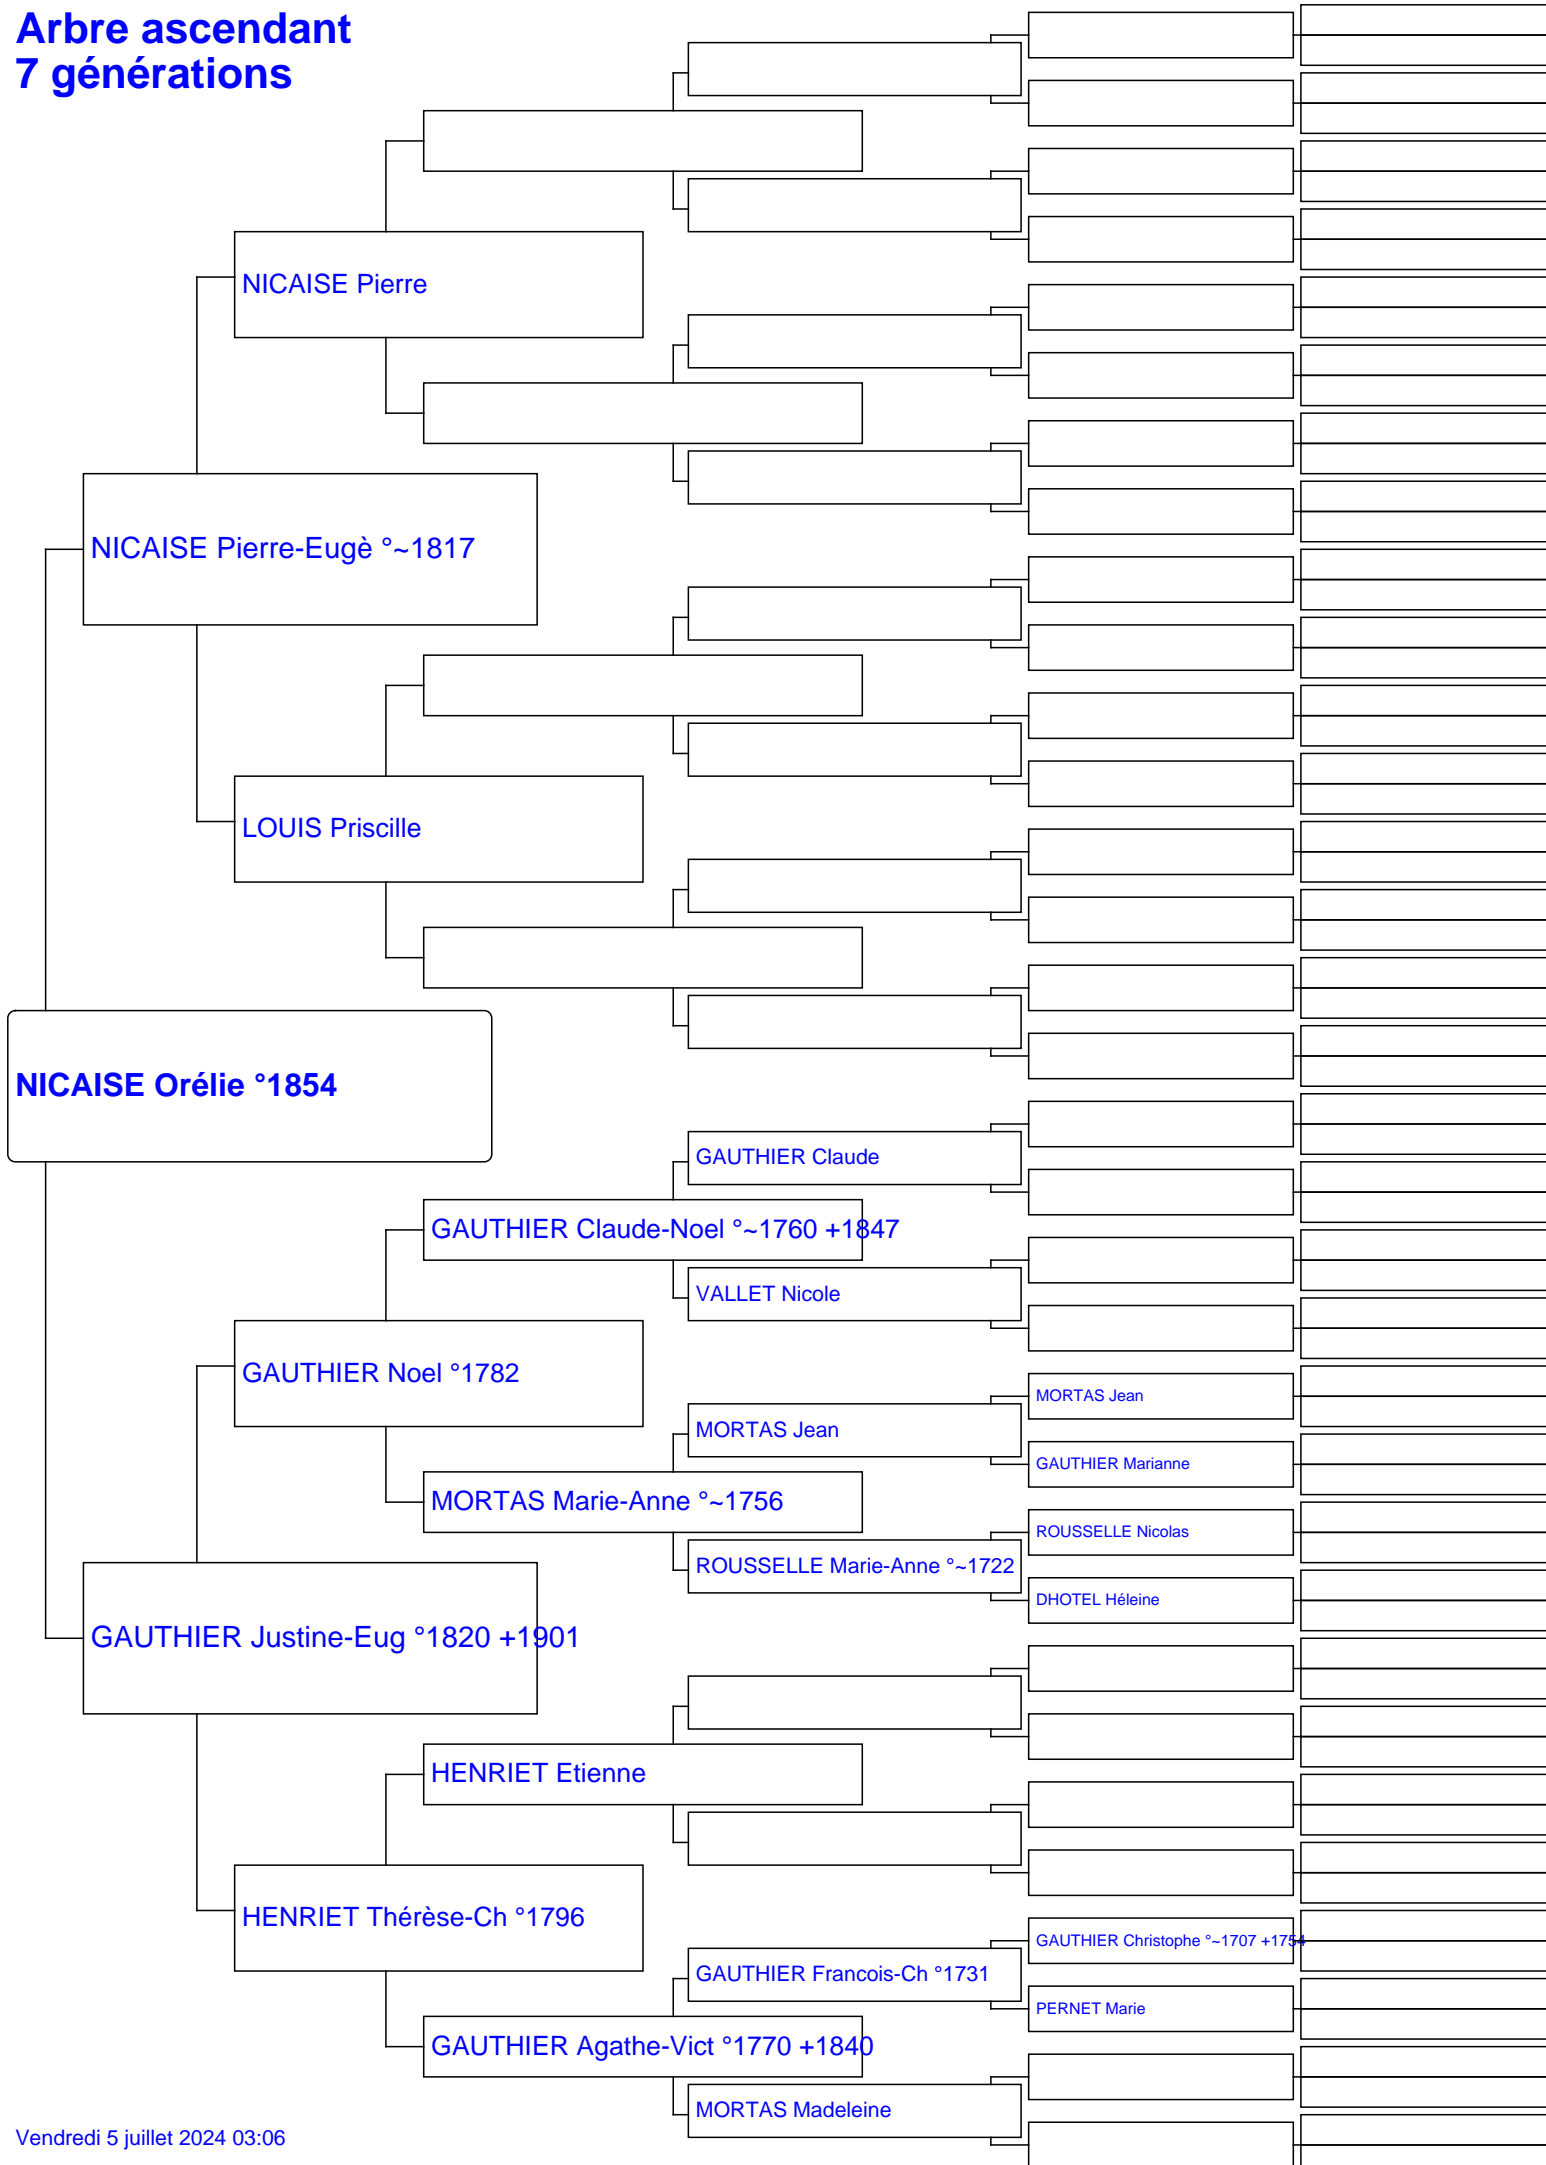 Arbre ascendant
7 générations
NICAISE Pierre
NICAISE Pierre-Eugè °~1817
LOUIS Priscille
NICAISE Orélie °1854
GAUTHIER Claude
GAUTHIER Claude-Noel °~1760 +1847
VALLET Nicole
GAUTHIER Noel °1782
MORTAS Jean
MORTAS Jean
GAUTHIER Marianne
MORTAS Marie-Anne °~1756
ROUSSELLE Nicolas
ROUSSELLE Marie-Anne °~1722
DHOTEL Héleine
GAUTHIER Justine-Eug °1820 +1901
HENRIET Etienne
HENRIET Thérèse-Ch °1796
GAUTHIER Christophe °~1707 +1754
GAUTHIER Francois-Ch °1731
PERNET Marie
GAUTHIER Agathe-Vict °1770 +1840
MORTAS Madeleine
Vendredi 5 juillet 2024 03:06